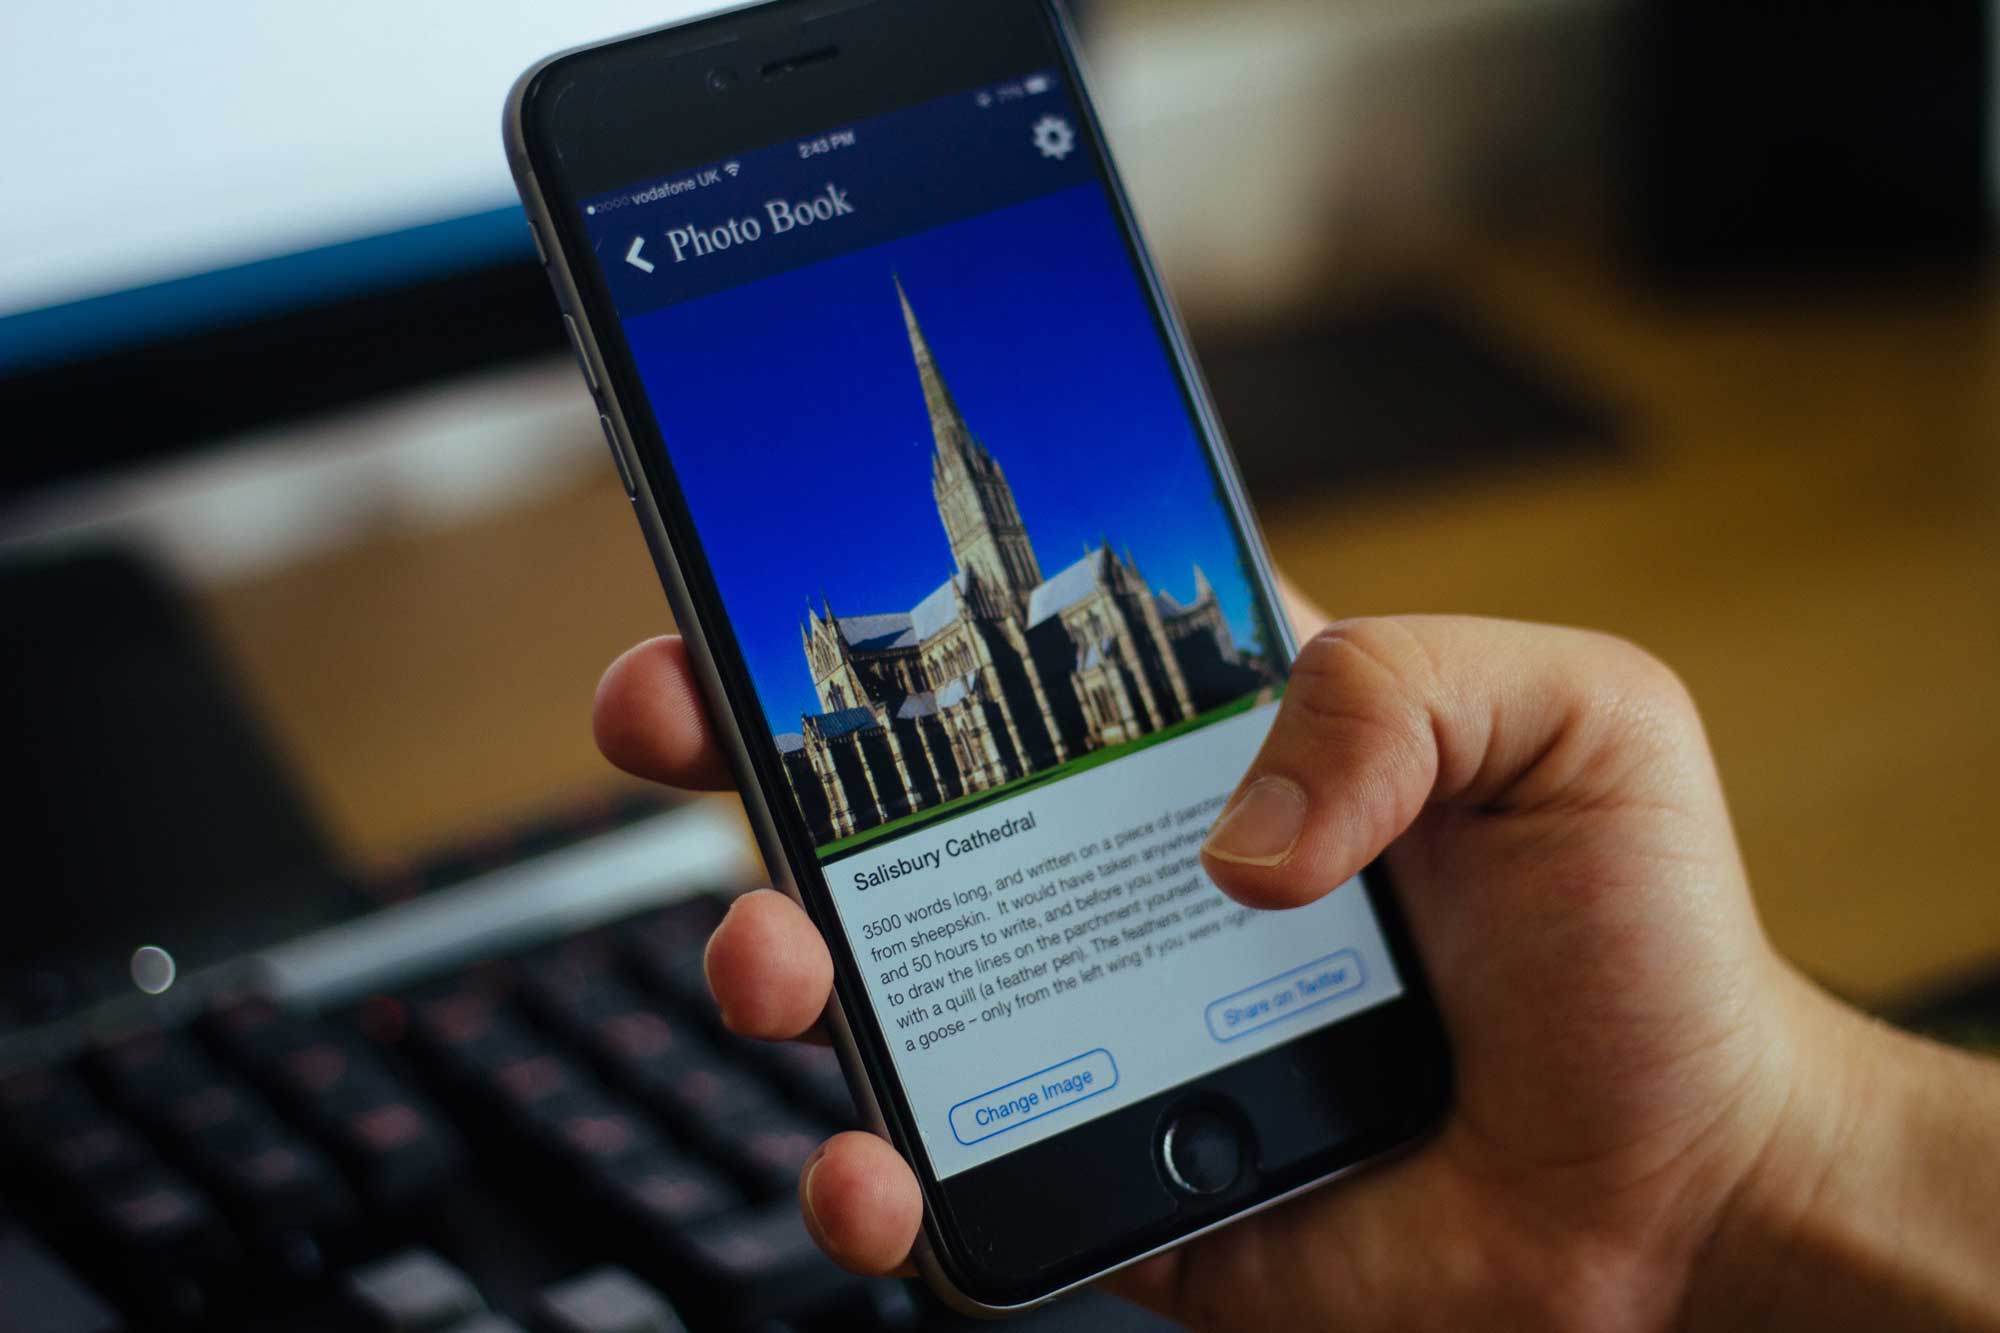 vodafone UK
2:43 PM
Photo Book
Salisbury Cathedral
3500 words long, and written on a piece of
from sheepskin. It would have taken anywhere
and 50 hours to write, and before you started
to draw the lines on the parchment yourself.
with a quill (a feather pen). The feathers came
a goose – only from the left wing if you were
Change Image
Share on Twitter